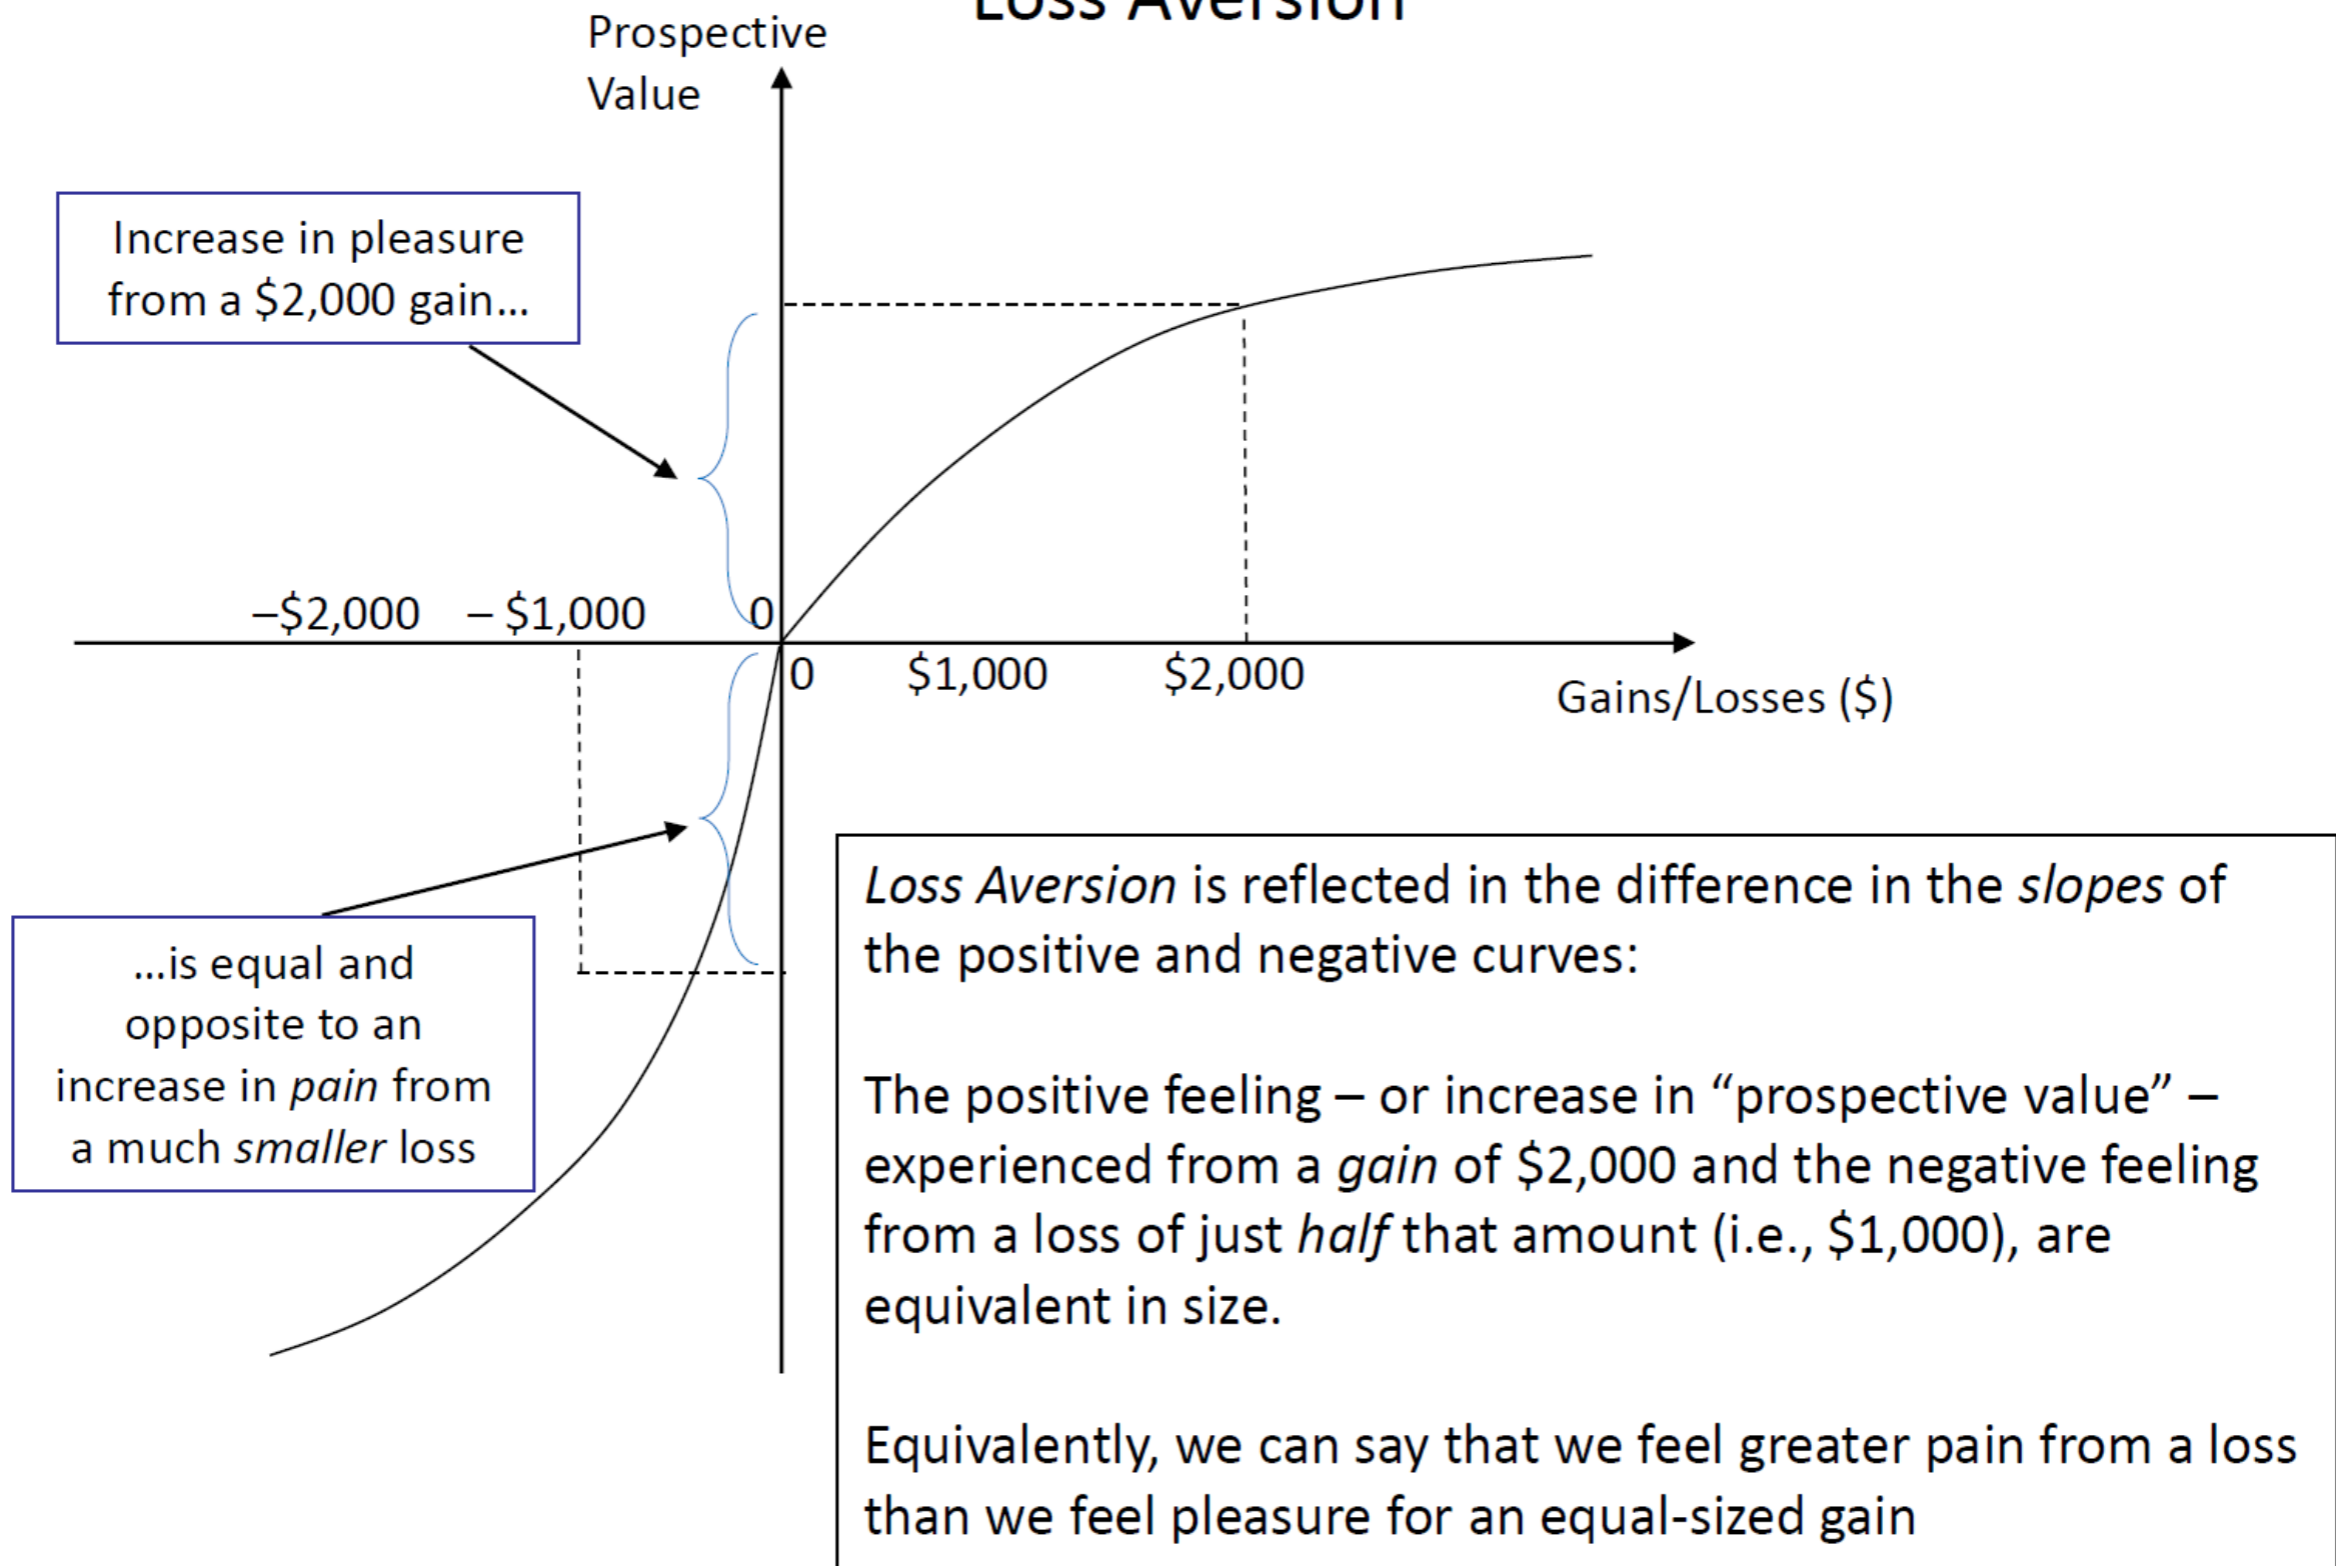 Loss Aversion
Prospective
Value
Increase in pleasure
from a $2,000 gain...
–$2,000
– $1,000
0
0
$1,000
$2,000
Gains/Losses ($)
...is equal and
opposite to an
increase in pain from
a much smaller loss
Loss Aversion is reflected in the difference in the slopes of
the positive and negative curves:
The positive feeling – or increase in “prospective value” –
experienced from a gain of $2,000 and the negative feeling
from a loss of just half that amount (i.e., $1,000), are
equivalent in size.
Equivalently, we can say that we feel greater pain from a loss
than we feel pleasure for an equal-sized gain